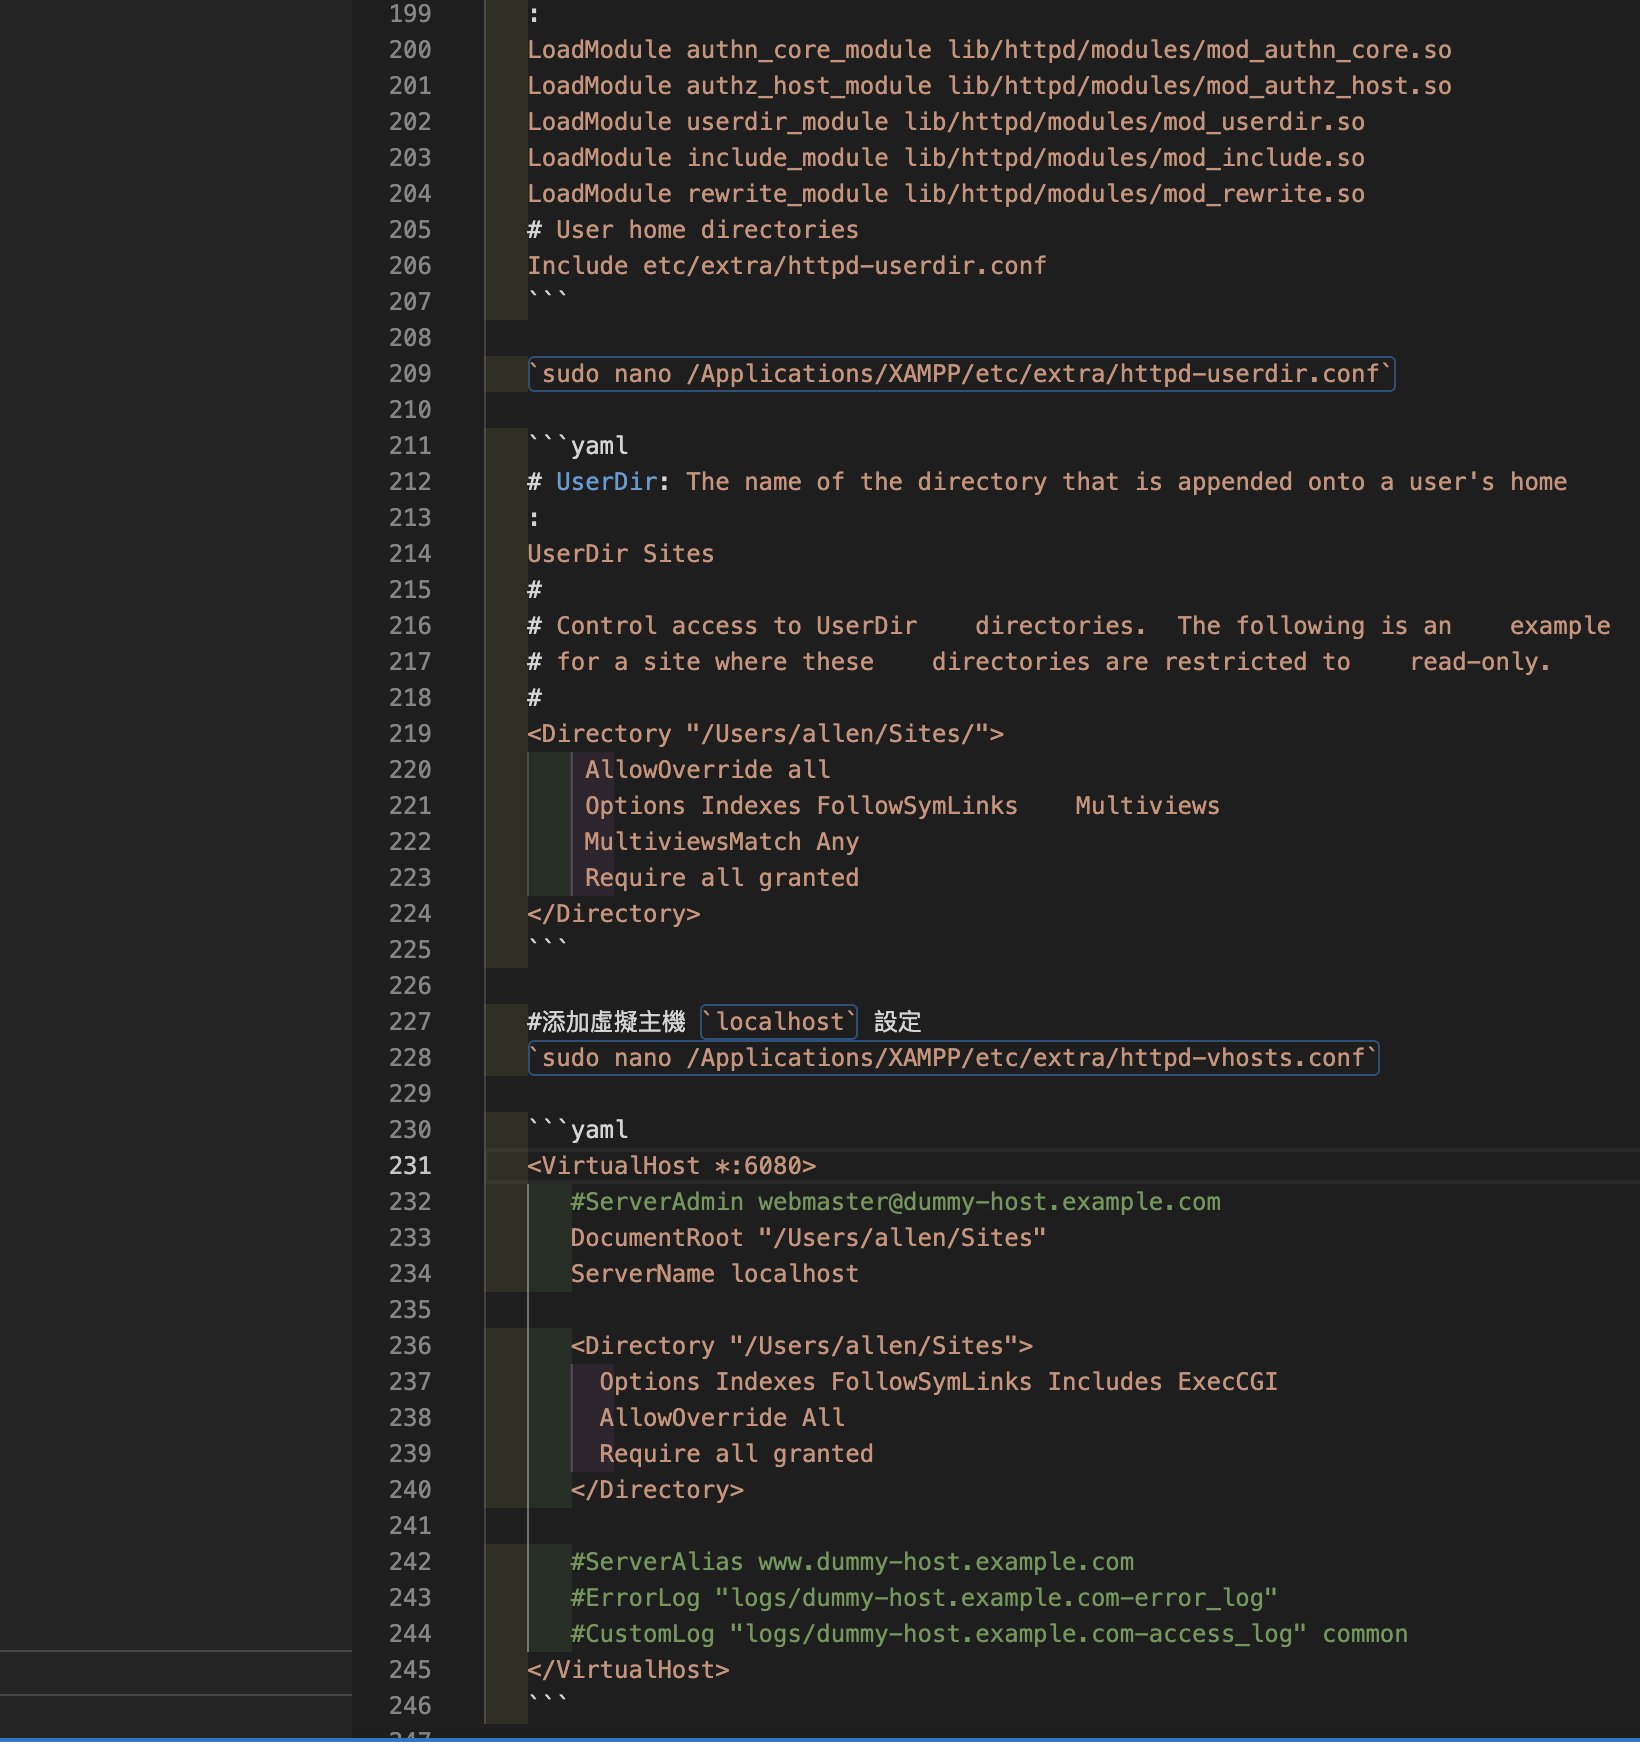 199 :
200 LoadModule authn_core_module lib/httpd/modules/mod_authn_core.so
201 LoadModule authz_host_module lib/httpd/modules/mod_authz_host.so
202 LoadModule userdir_module lib/httpd/modules/mod_userdir.so
203 LoadModule include_module lib/httpd/modules/mod_include.so
204 LoadModule rewrite_module lib/httpd/modules/mod_rewrite.so
205 # User home directories
206 Include etc/extra/httpd-userdir.conf
207 ```
208
209 `sudo nano /Applications/XAMPP/etc/extra/httpd-userdir.conf`
210
211 ```yaml
212 # UserDir: The name of the directory that is appended onto a user's home
213 :
214 UserDir Sites
215 #
216 # Control access to UserDir    directories.  The following is an    example
217 # for a site where these    directories are restricted to    read-only.
218 #
219 <Directory "/Users/allen/Sites/">
220     AllowOverride all
221     Options Indexes FollowSymLinks    Multiviews
222     MultiviewsMatch Any
223     Require all granted
224 </Directory>
225 ```
226
227 #添加虛擬主機 `localhost` 設定
228 `sudo nano /Applications/XAMPP/etc/extra/httpd-vhosts.conf`
229
230 ```yaml
231 <VirtualHost *:6080>
232    #ServerAdmin webmaster@dummy-host.example.com
233    DocumentRoot "/Users/allen/Sites"
234    ServerName localhost
235
236    <Directory "/Users/allen/Sites">
237      Options Indexes FollowSymLinks Includes ExecCGI
238      AllowOverride All
239      Require all granted
240    </Directory>
241
242    #ServerAlias www.dummy-host.example.com
243    #ErrorLog "logs/dummy-host.example.com-error_log"
244    #CustomLog "logs/dummy-host.example.com-access_log" common
245 </VirtualHost>
246 ```
247